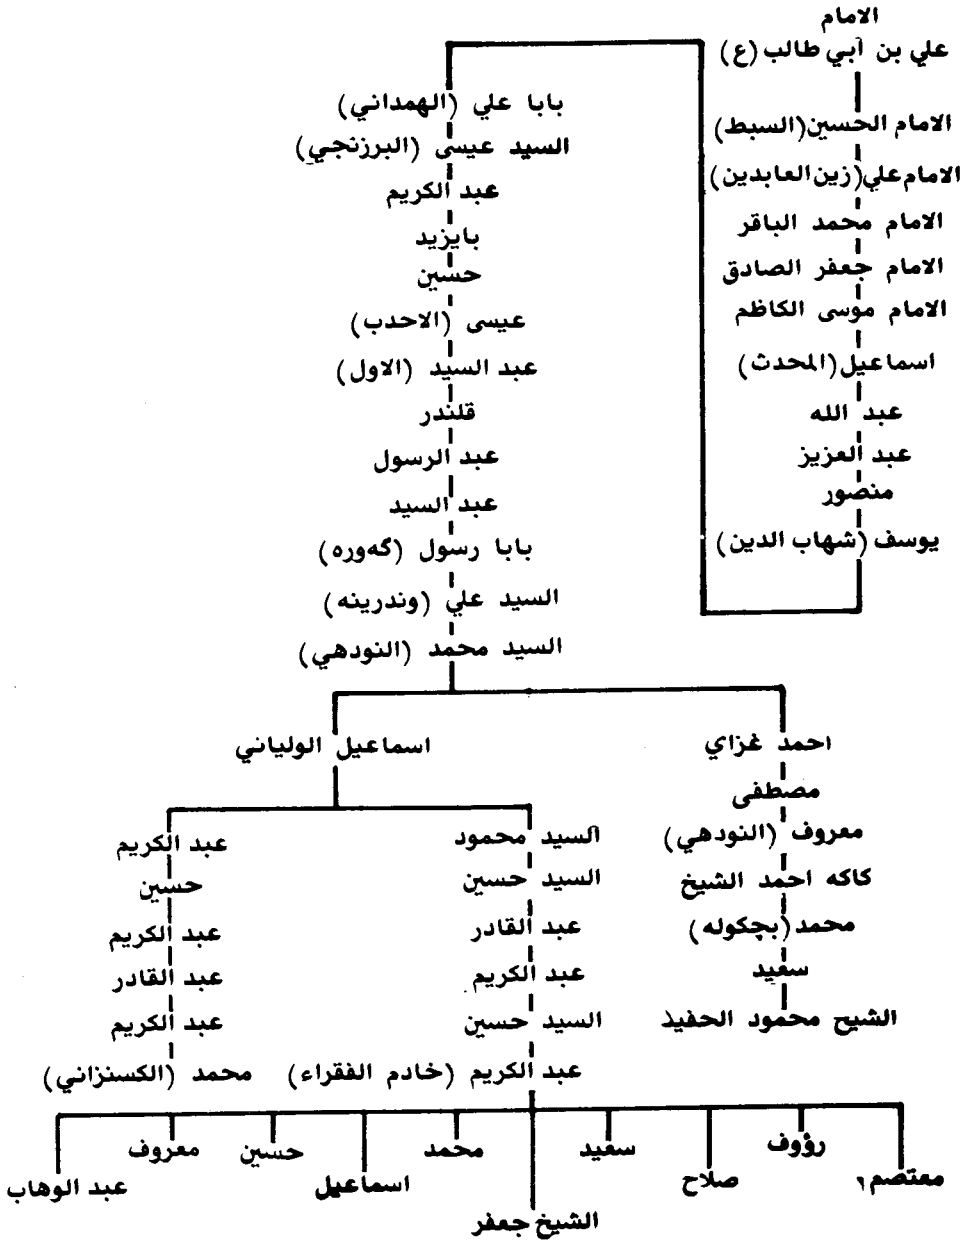 الامام
علي بن أبي طالب (ع)
الامام الحسين (السبط)
الامام علي (زين العابدين)
الامام محمد الباقر
الامام جعفر الصادق
الامام موسى الكاظم
اسماعيل (المحدث)
عبد الله
عبد العزيز
منصور
يوسف (شهاب الدين)
بابا علي (الهمداني)
السيد عيسى (البرزنجي)
عبد الكريم
بايزيد
حسين
عيسى (الاحدب)
عبد السيد (الاول)
قلندر
عبد الرسول
عبد السيد
بابا رسول (گەورە)
السيد علي (وندرينه)
السيد محمد (النودهي)
احمد غزاي
مصطفى
معروف (النودهي)
كاكه احمد الشيخ
محمد (بچكوله)
سعيد
الشيح محمود الحفيد
اسماعيل الولياني
السيد محمود
السيد حسين
عبد القادر
عبد الكريم
السيد حسين
عبد الكريم (خادم الفقراء)
عبد الكريم
حسين
عبد الكريم
عبد القادر
عبد الكريم
محمد (الكسنزاني)
معتصم
رؤوف
صلاح
سعيد
الشيخ جعفر
محمد
اسماعيل
حسين
معروف
عبد الوهاب